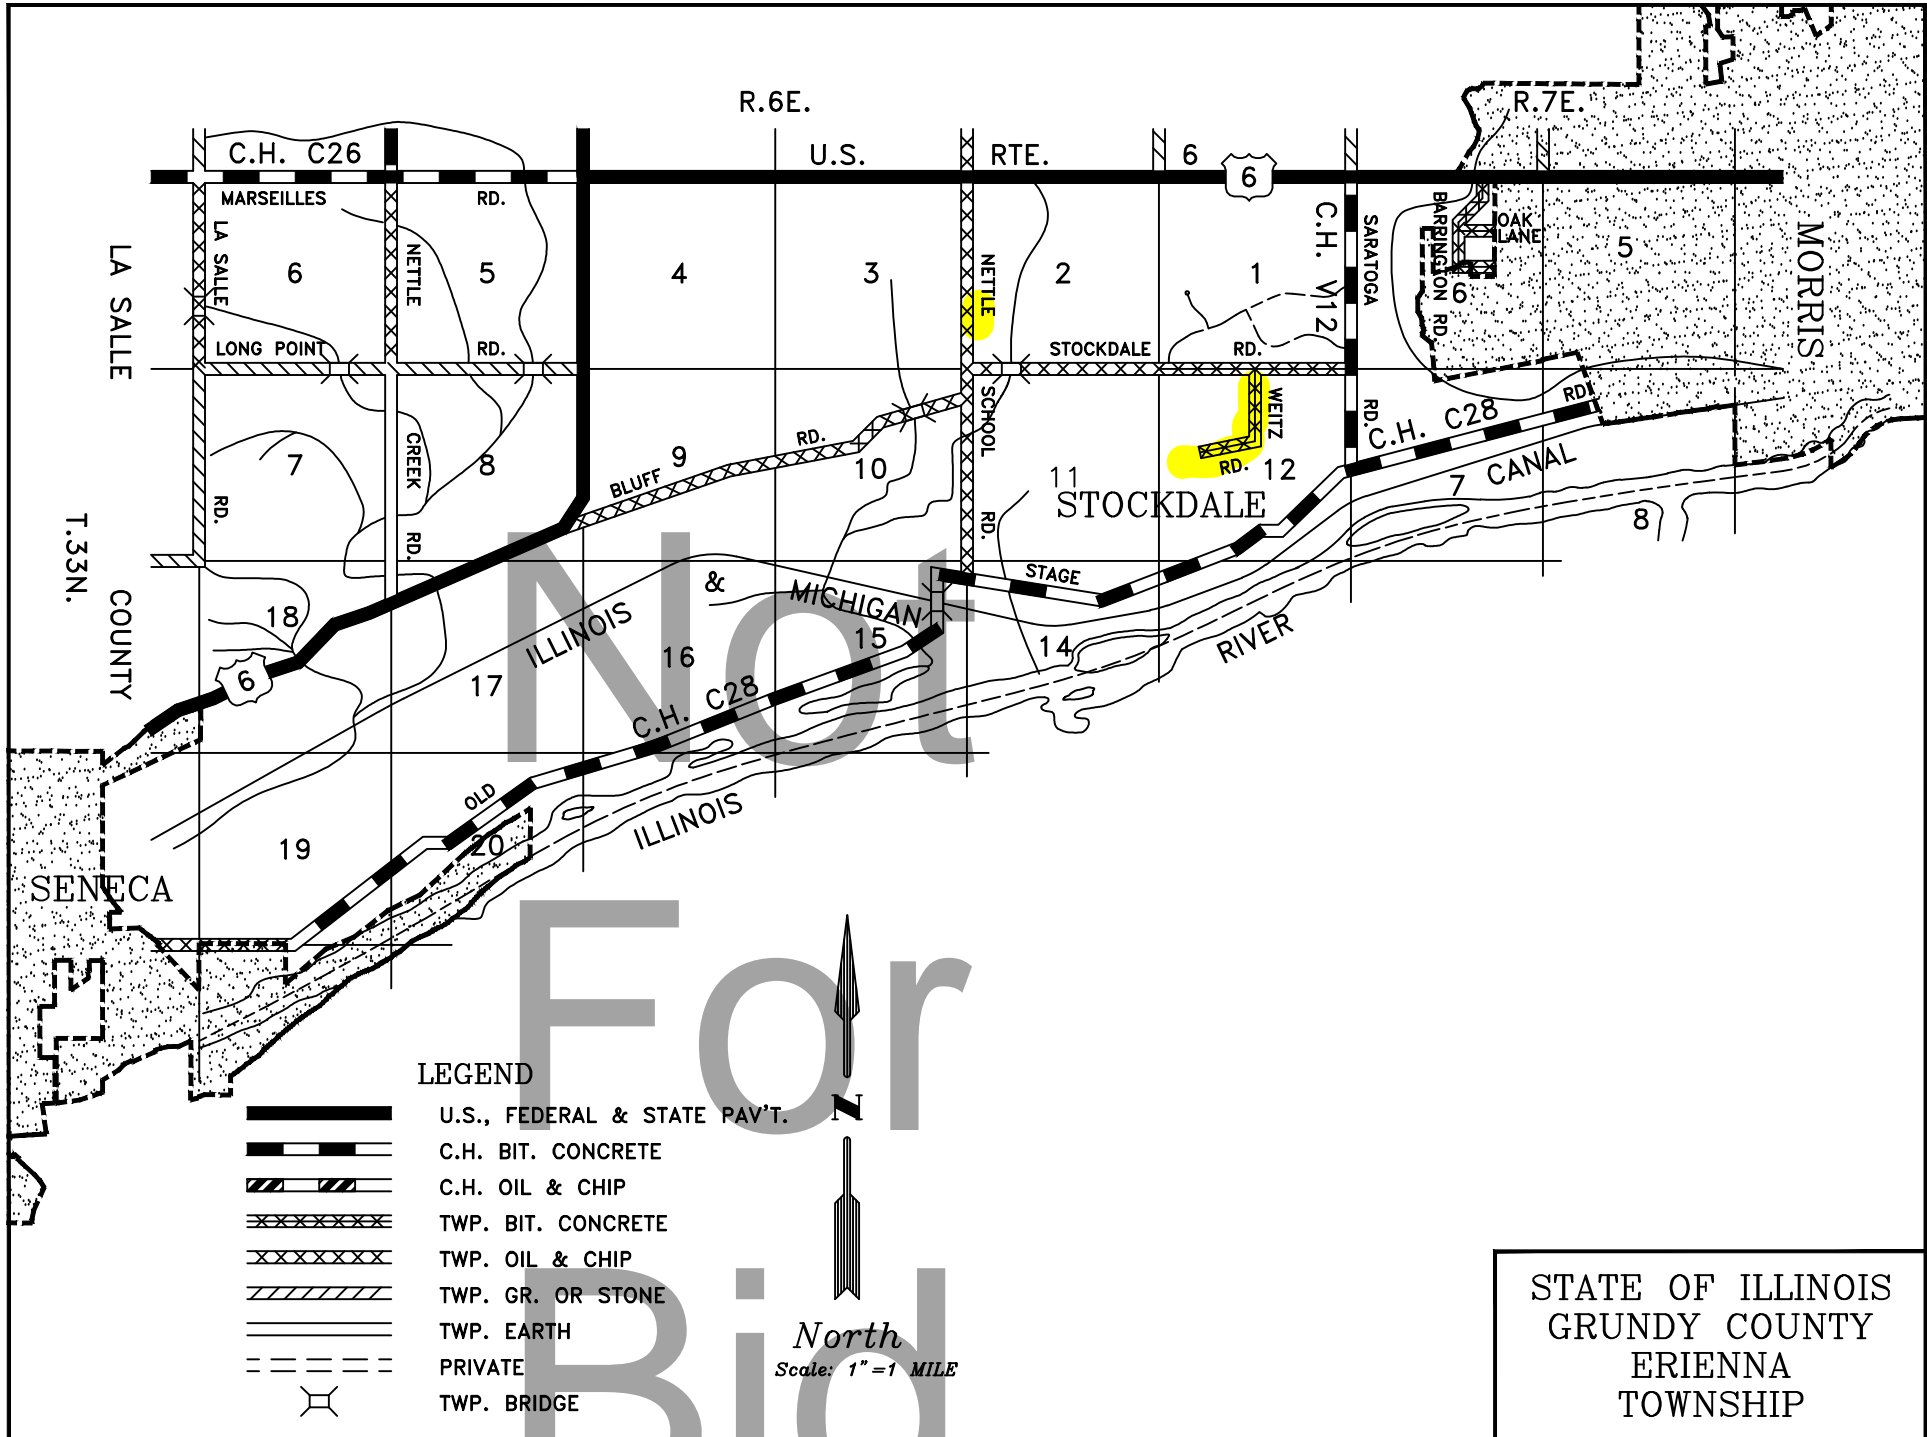 R.6E.
R.7E.
C.H. C26
U.S. RTE. 6
6
MARSEILLES RD.
LA SALLE
NETTLE
NETTLE
C.H. V12
SARATOGA
BARRINGTON RD
OAK
LANE
MORRIS
LA SALLE
6
5
4
3
2
1
6
5
LONG POINT RD.
STOCKDALE RD.
SCHOOL
WEITZ
RD.
RD.
C.H. C28
RD
CREEK
BLUFF RD.
7
8
9
10
11
12
7
8
CANAL
STOCKDALE
RD.
RD.
RD.
T.33N.
COUNTY
STAGE
&
MICHIGAN
ILLINOIS
18
17
16
15
14
RIVER
6
C.H. C28
OLD
ILLINOIS
19
20
SENECA
Not
For
Bid
LEGEND
U.S., FEDERAL & STATE PAV'T.
C.H. BIT. CONCRETE
C.H. OIL & CHIP
TWP. BIT. CONCRETE
TWP. OIL & CHIP
TWP. GR. OR STONE
TWP. EARTH
PRIVATE
TWP. BRIDGE
N
North
Scale: 1"=1 MILE
STATE OF ILLINOIS
GRUNDY COUNTY
ERIENNA
TOWNSHIP